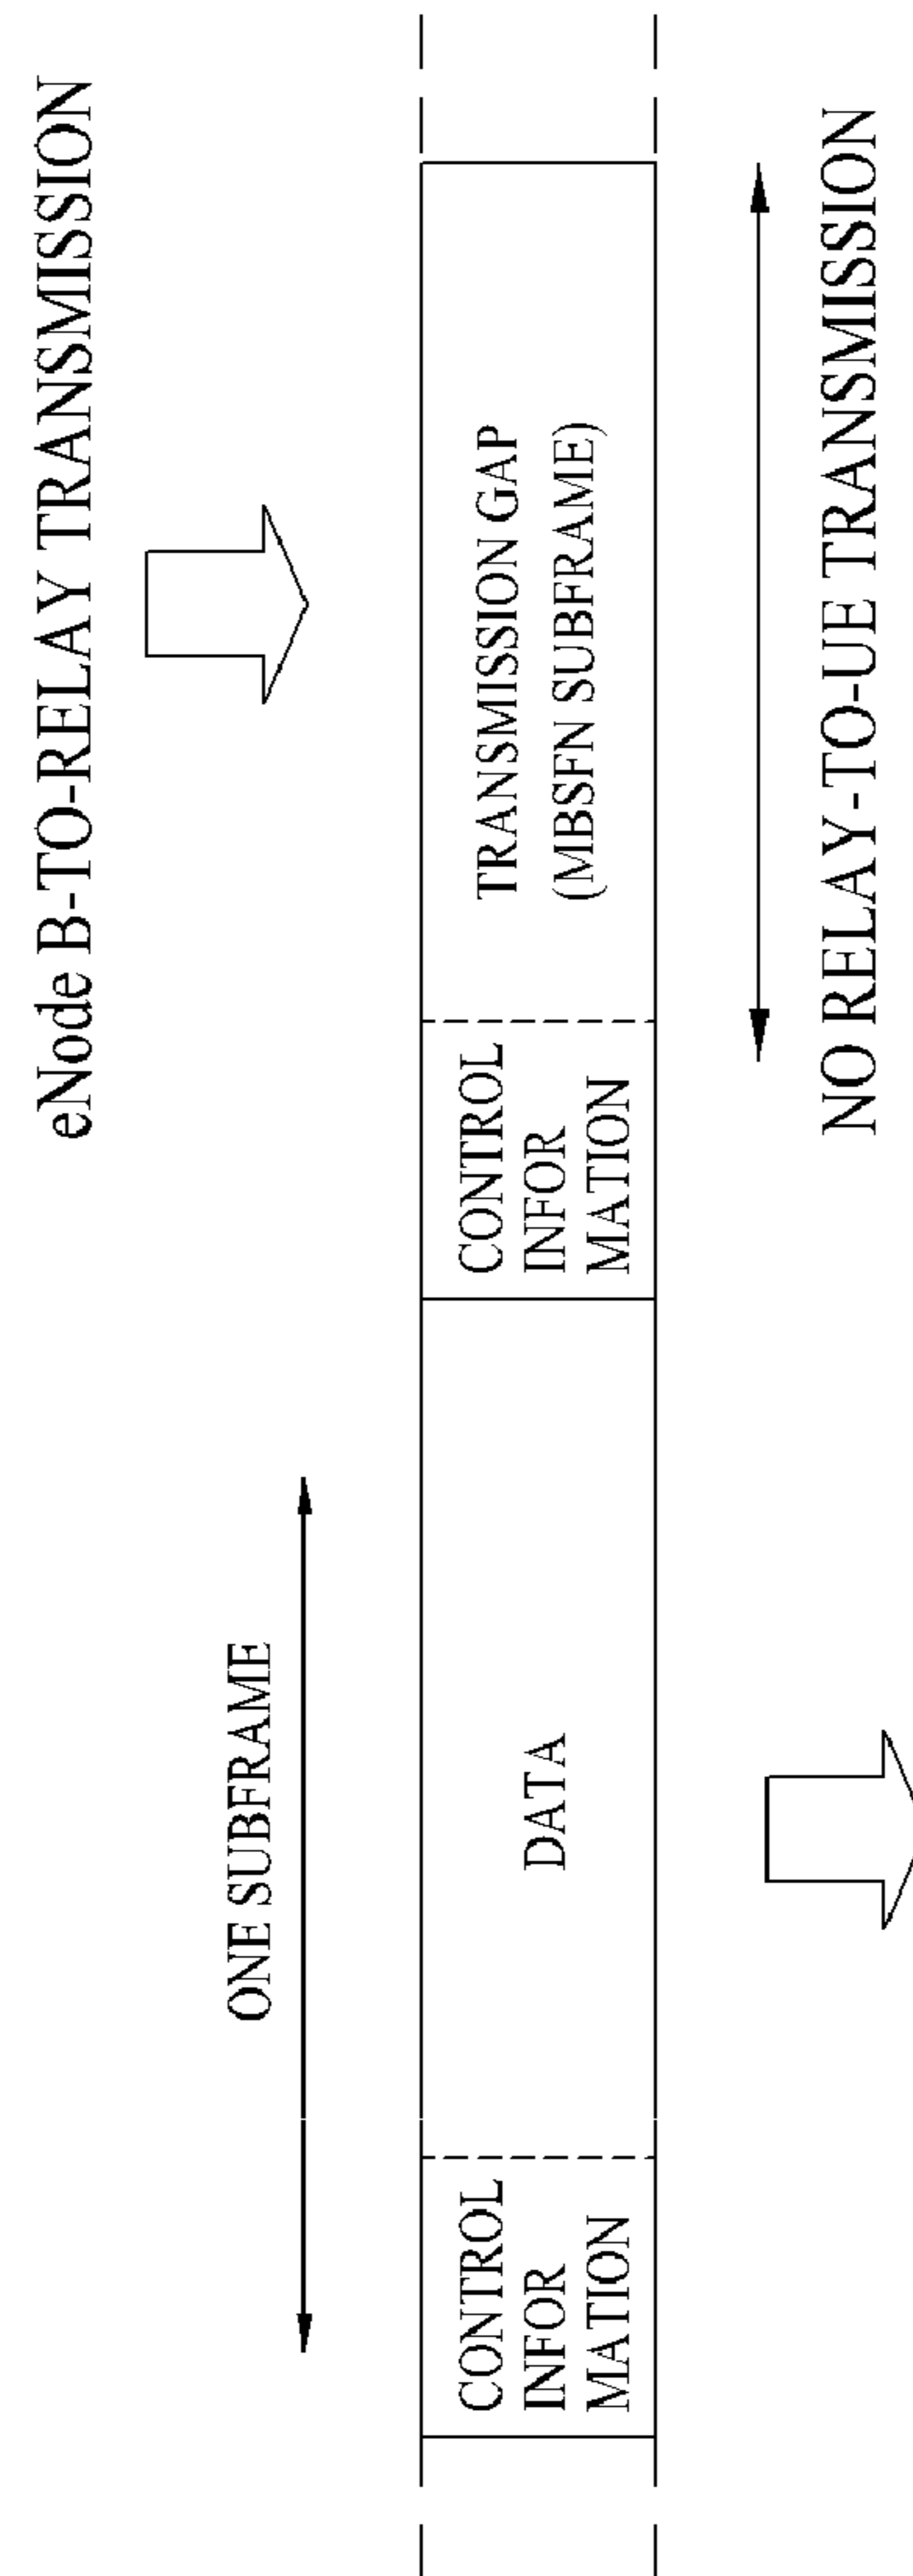 eNode B-TO-RELAY TRANSMISSION
ONE SUBFRAME
CONTROL
INFOR
MATION
DATA
CONTROL
INFOR
MATION
TRANSMISSION GAP
(MBSFN SUBFRAME)
NO RELAY-TO-UE TRANSMISSION